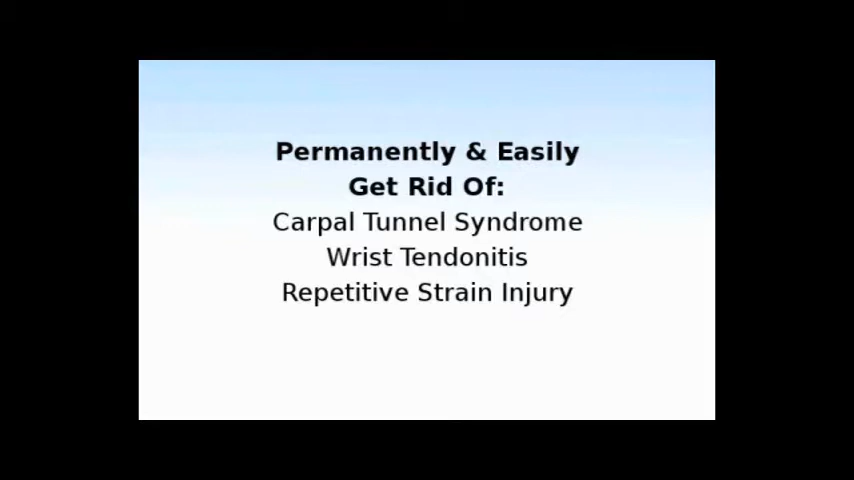 Permanently & Easily
Get Rid Of:
Carpal Tunnel Syndrome
Wrist Tendonitis
Repetitive Strain Injury